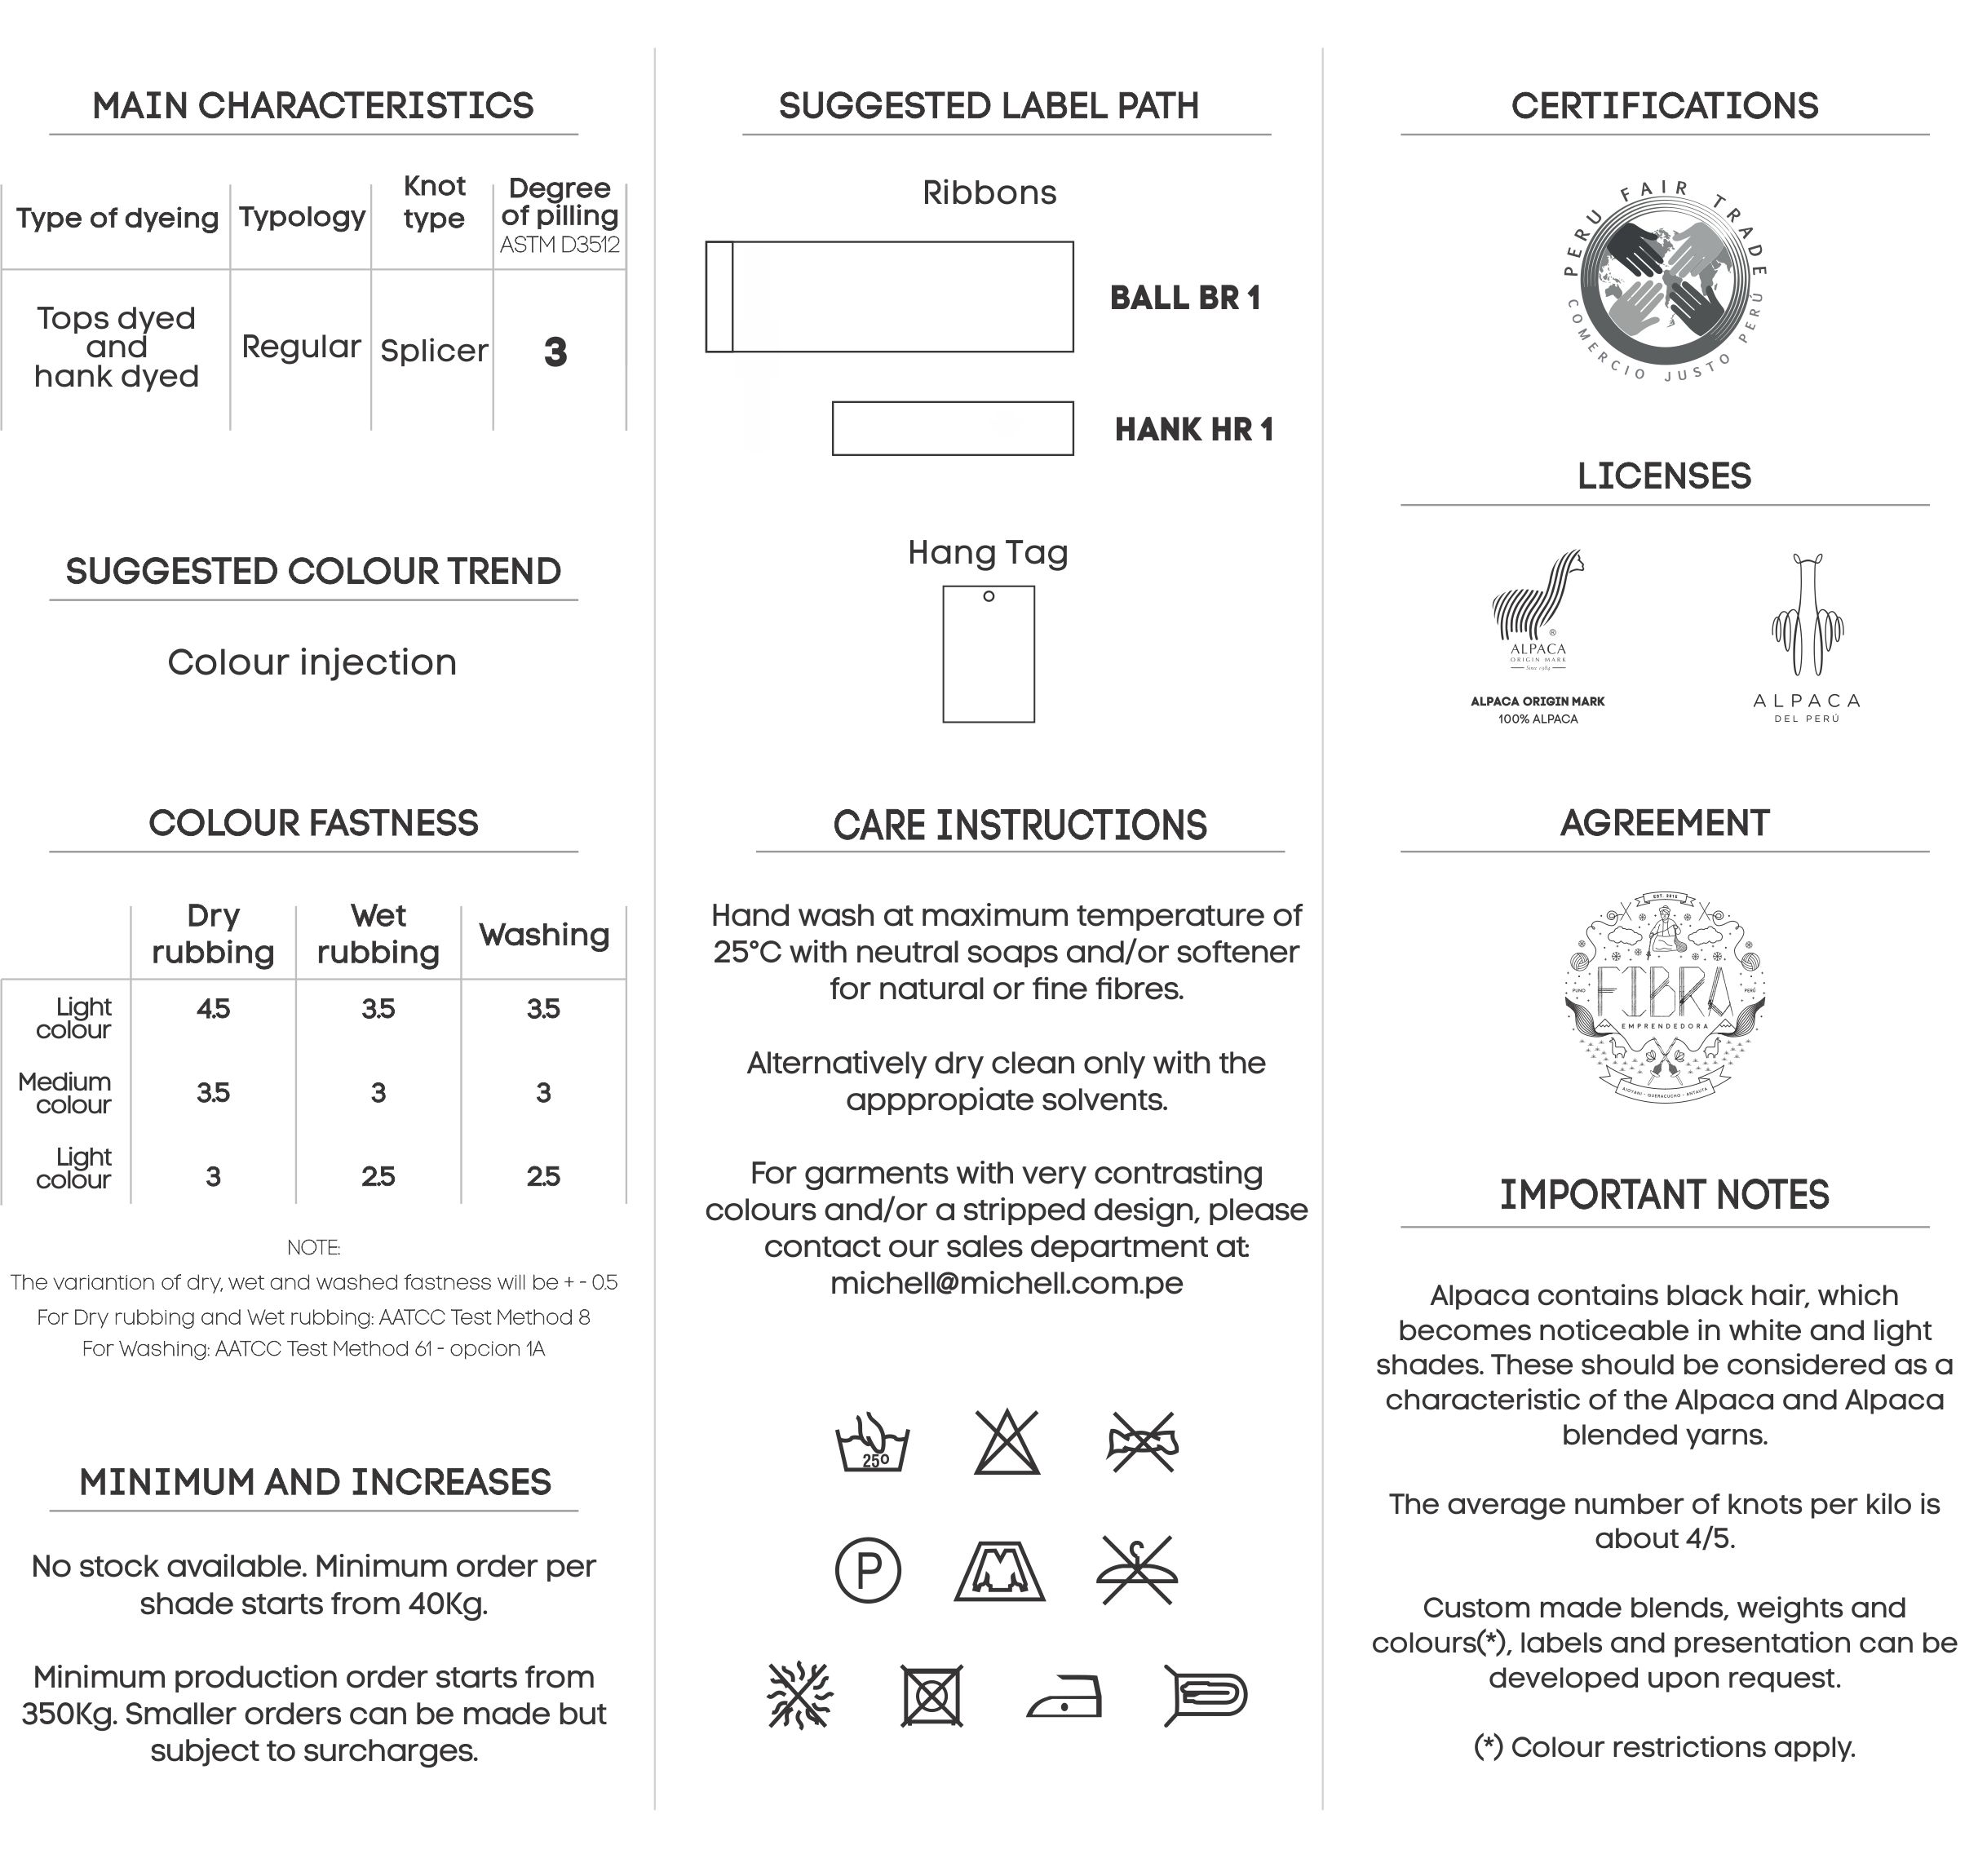 MAIN CHARACTERISTICS
Type of dyeing
Typology
Knot
type
Degree
of pilling
ASTM D3512
Tops dyed
and
hank dyed
Regular
Splicer
3
SUGGESTED COLOUR TREND
Colour injection
COLOUR FASTNESS
Dry
rubbing
Wet
rubbing
Washing
Light
colour
4.5
3.5
3.5
Medium
colour
3.5
3
3
Light
colour
3
2.5
2.5
NOTE:
The variantion of dry, wet and washed fastness will be + - 0.5
For Dry rubbing and Wet rubbing: AATCC Test Method 8
For Washing: AATCC Test Method 61 - opcion 1A
MINIMUM AND INCREASES
No stock available. Minimum order per
shade starts from 40Kg.
Minimum production order starts from
350Kg. Smaller orders can be made but
subject to surcharges.
SUGGESTED LABEL PATH
Ribbons
BALL BR 1
HANK HR 1
Hang Tag
CARE INSTRUCTIONS
Hand wash at maximum temperature of
25°C with neutral soaps and/or softener
for natural or fine fibres.
Alternatively dry clean only with the
apppropiate solvents.
For garments with very contrasting
colours and/or a stripped design, please
contact our sales department at:
michell@michell.com.pe
25º
P
CERTIFICATIONS
PERU FAIR TRADE
COMERCIO JUSTO PERÚ
LICENSES
ALPACA
ORIGIN MARK
Since 1984
ALPACA ORIGIN MARK
100% ALPACA
®
ALPACA
DEL PERÚ
AGREEMENT
EST. 2015
FIBRA
PUNO
PERÚ
EMPRENDEDORA
IMPORTANT NOTES
Alpaca contains black hair, which
becomes noticeable in white and light
shades. These should be considered as a
characteristic of the Alpaca and Alpaca
blended yarns.
The average number of knots per kilo is
about 4/5.
Custom made blends, weights and
colours(*), labels and presentation can be
developed upon request.
(*) Colour restrictions apply.